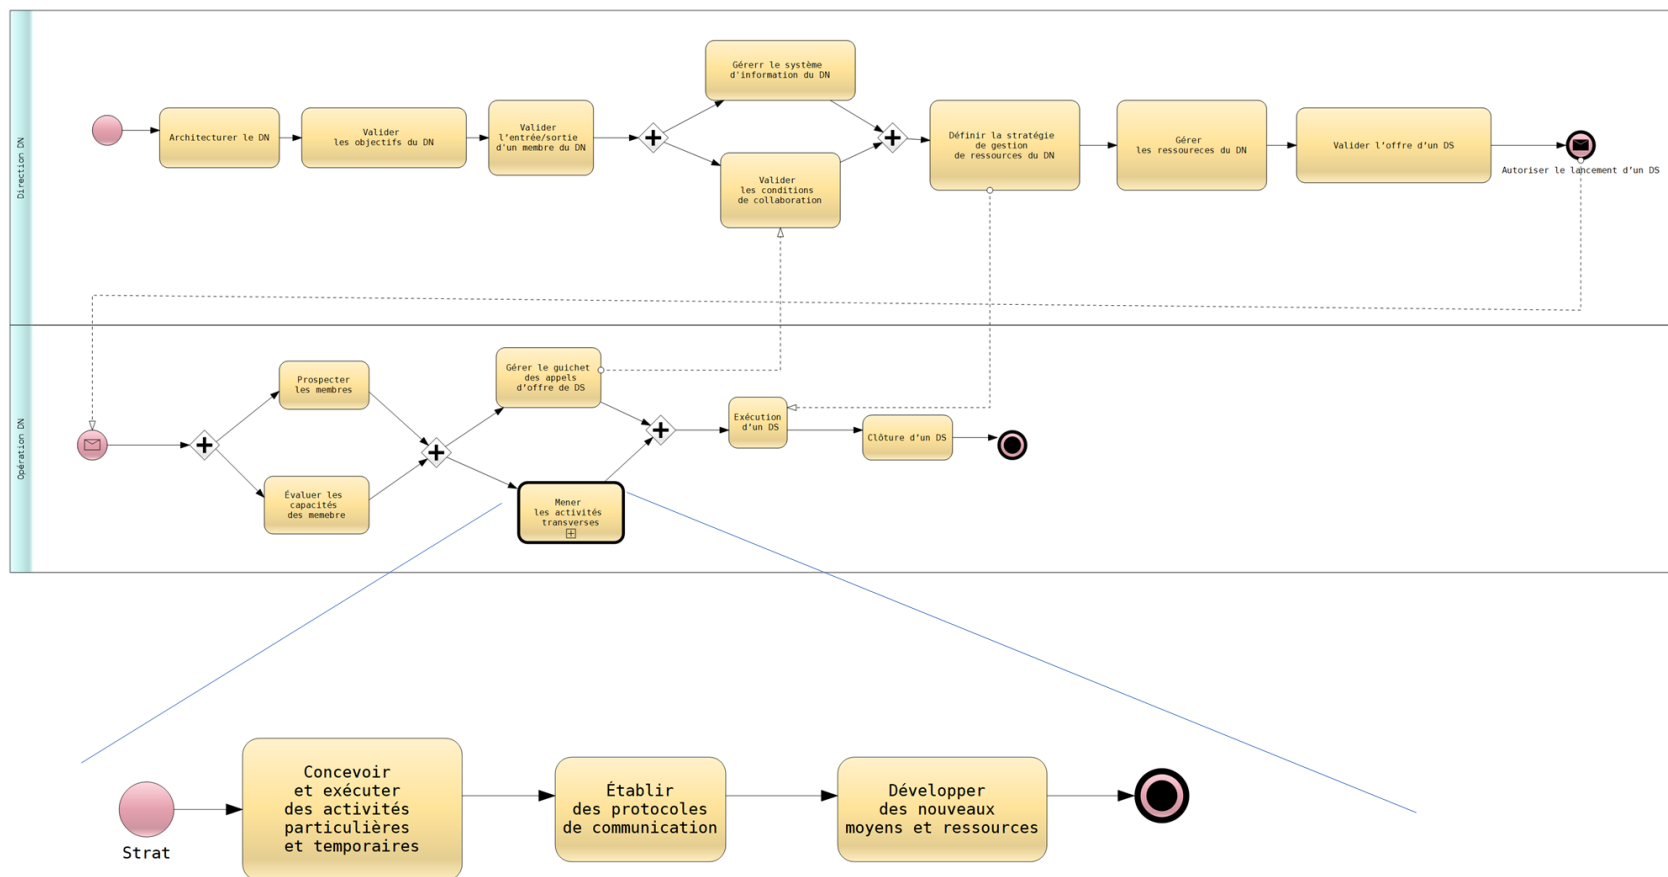 Direction DN
Architecturer le DN
Valider
les objectifs du DN
Valider
l'entrée/sortie
d'un membre du DN
Gérerr le système
d'information du DN
Valider
les conditions
de collaboration
Définir la stratégie
de gestion
de ressources du DN
Gérer
les ressoureces du DN
Valider l'offre d'un DS
Autoriser le lancement d'un DS
Opération DN
Prospecter
les membres
Évaluer les
capacités
des memebre
Gérer le guichet
des appels
d'offre de DS
Mener
les activités
transverses
Exécution
d'un DS
Clôture d'un DS
Strat
Concevoir
et exécuter
des activités
particulières
et temporaires
Établir
des protocoles
de communication
Développer
des nouveaux
moyens et ressources